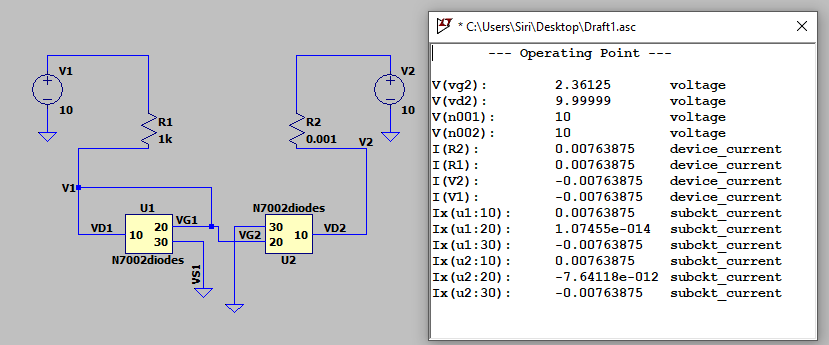 * C:\Users\Siri\Desktop\Draft1.asc
--- Operating Point ---
V(vg2): 2.36125 voltage
V(vd2): 9.99999 voltage
V(n001): 10 voltage
V(n002): 10 voltage
I(R2): 0.00763875 device_current
I(R1): 0.00763875 device_current
I(V2): -0.00763875 device_current
I(V1): -0.00763875 device_current
Ix(u1:10): 0.00763875 subckt_current
Ix(u1:20): 1.07455e-014 subckt_current
Ix(u1:30): -0.00763875 subckt_current
Ix(u2:10): 0.00763875 subckt_current
Ix(u2:20): -7.64118e-012 subckt_current
Ix(u2:30): -0.00763875 subckt_current
V1
10
R1
1k
V2
10
R2
0.001
V2
V1
U1
VD1
10
20
30
VG1
N7002diodes
VS1
N7002diodes
VG2
30
20
10
VD2
U2